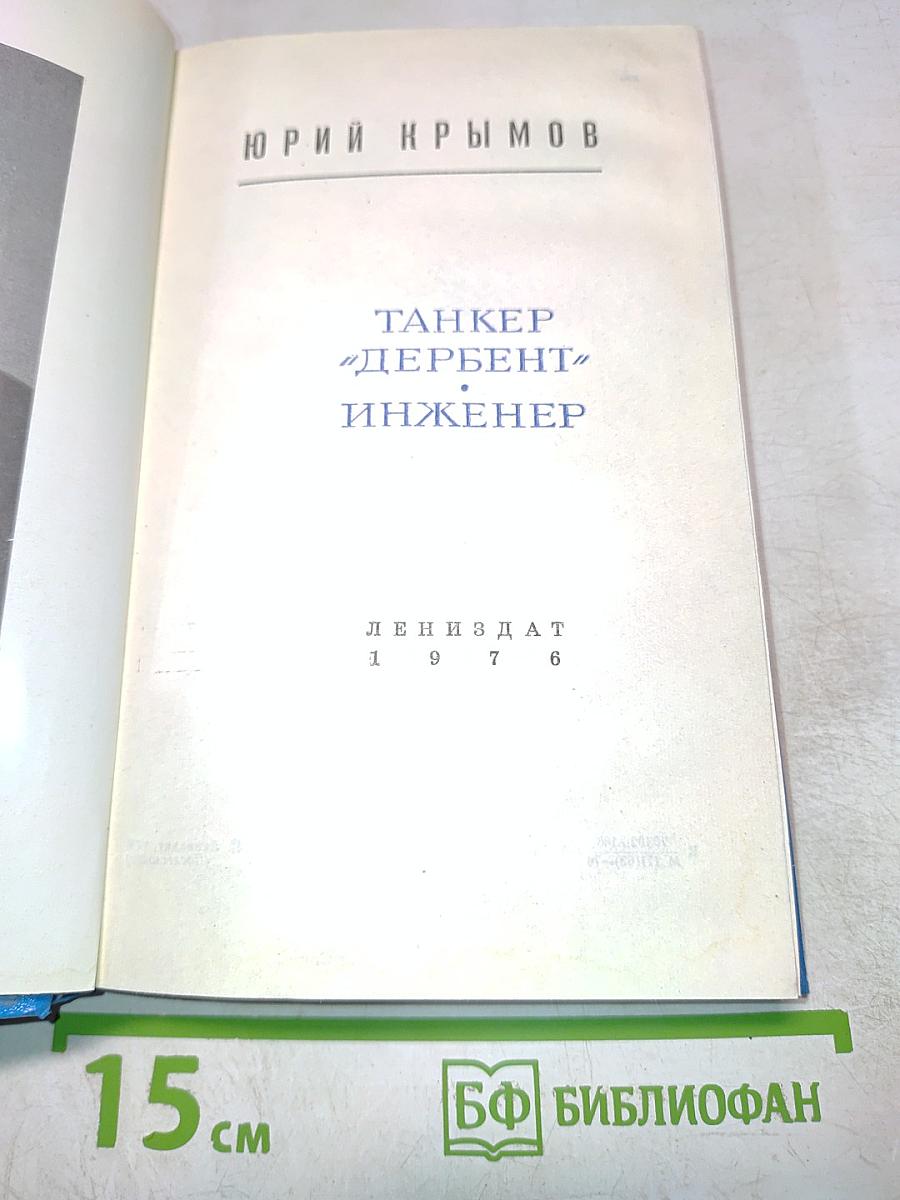 ЮРИЙ КРЫМОВ
ТАНКЕР
"ДЕРБЕНТ"
•
ИНЖЕНЕР
ЛЕНИЗДАТ
1976
15 см
БФ БИБЛИОФАН